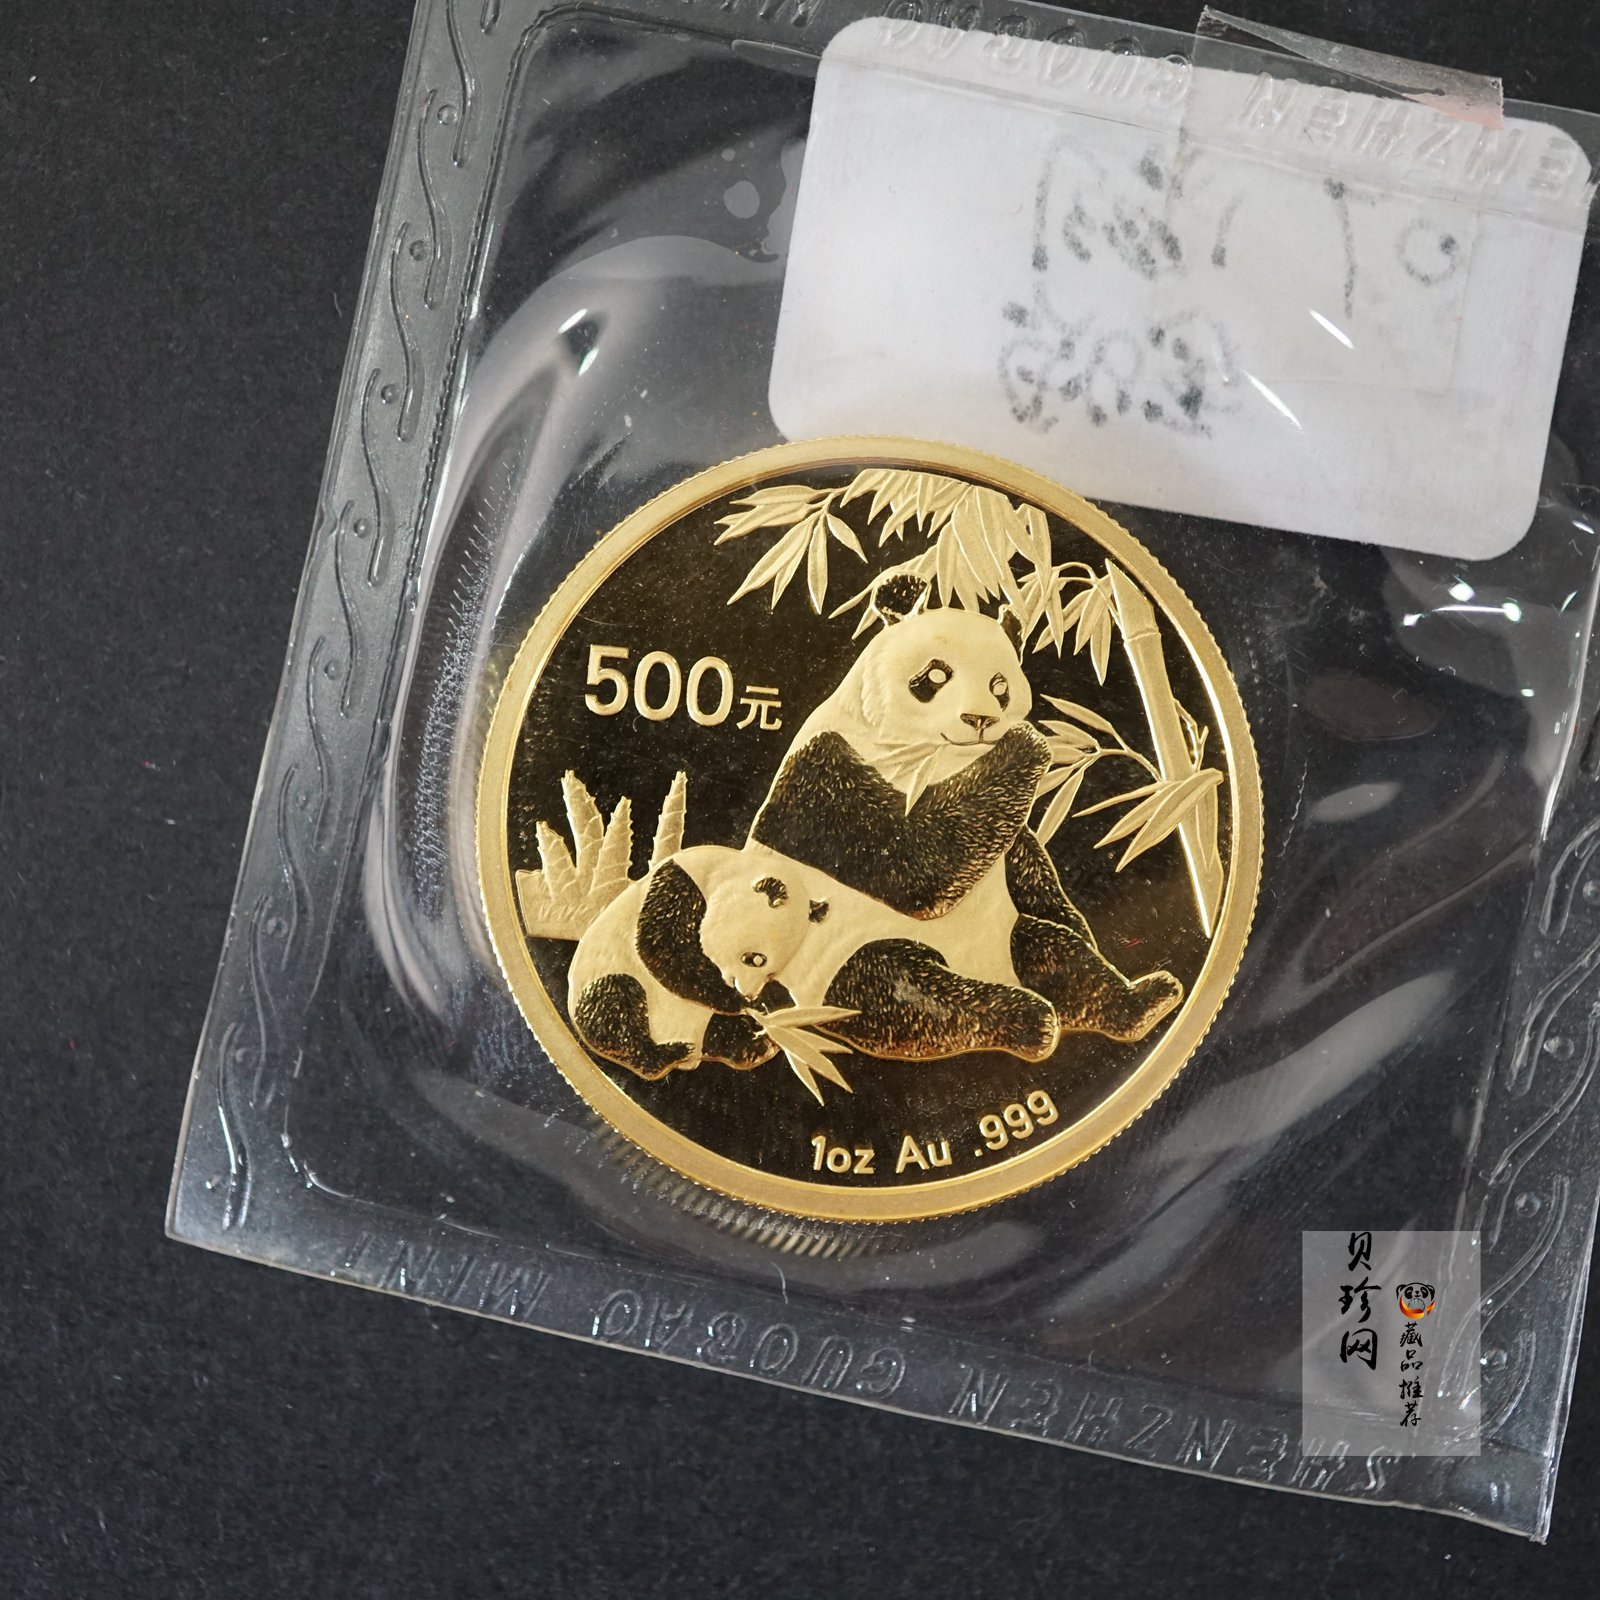 500元
1oz Au .999
SHENZHEN GUOBAO MINT
SHENZHEN GUOBAO
贝珍网
藏品推荐